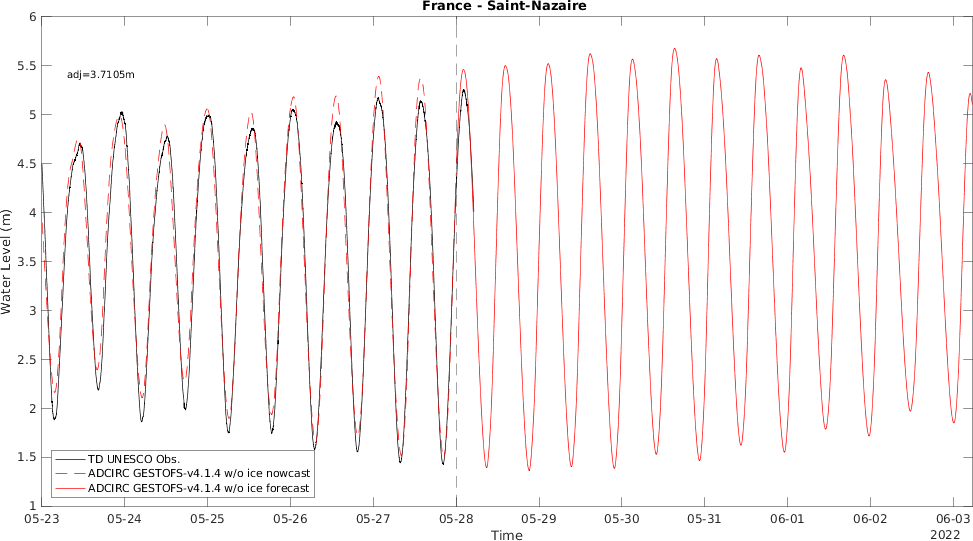 France - Saint-Nazaire
adj=3.7105m
Water Level (m)
6
5.5
5
4.5
4
3.5
3
2.5
2
1.5
1
TD UNESCO Obs.
ADCIRC GESTOFS-v4.1.4 w/o ice nowcast
ADCIRC GESTOFS-v4.1.4 w/o ice forecast
05-23 05-24 05-25 05-26 05-27 05-28 05-29 05-30 05-31 06-01 06-02 06-03
Time
2022